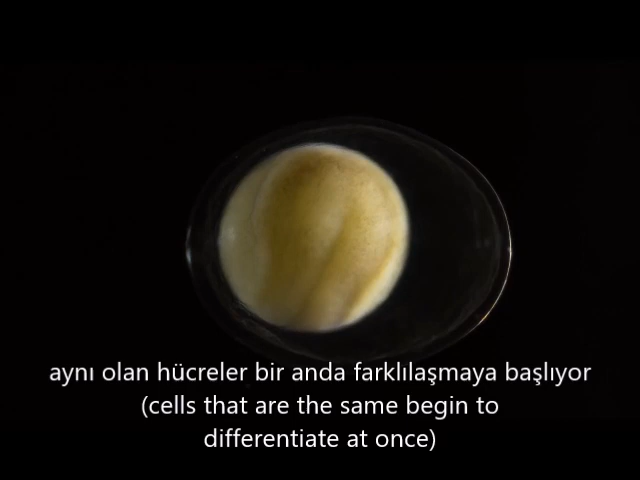 aynı olan hücreler bir anda farklılaşmaya başlıyor
(cells that are the same begin to
differentiate at once)